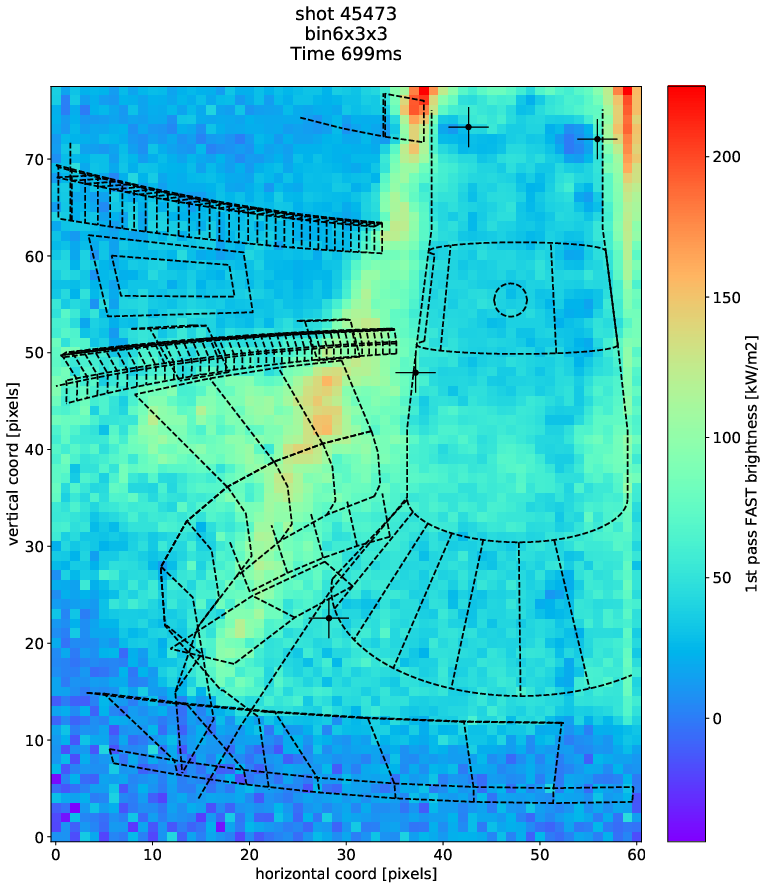 shot 45473
bin6x3x3
Time 699ms
70
60
50
40
30
20
10
0
vertical coord [pixels]
0 10 20 30 40 50 60
horizontal coord [pixels]
200
150
100
50
0
1st pass FAST brightness [kW/m2]